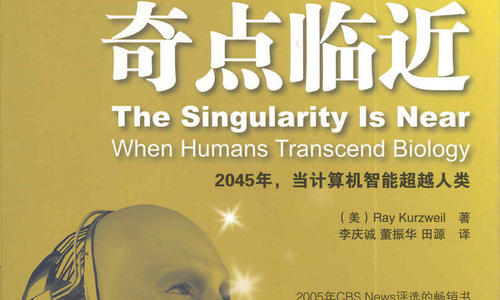 奇点临近
The Singularity Is Near
When Humans Transcend Biology
2045年，当计算机智能超越人类
（美）Ray Kurzweil 著
李庆诚 董振华 田源 译
2005年CBS News评选的畅销书